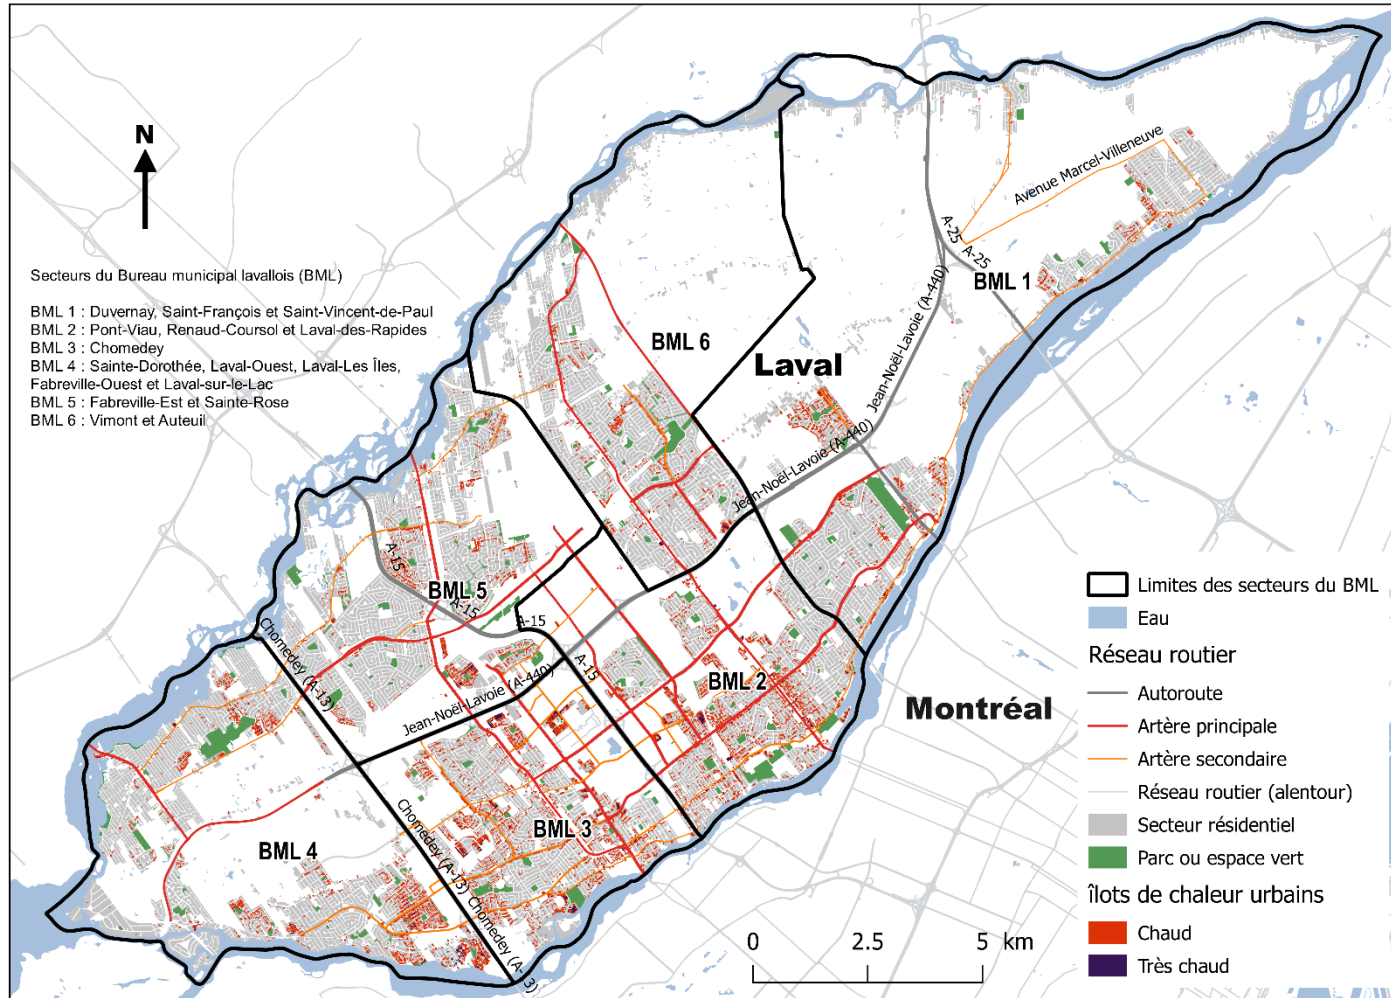 N
Secteurs du Bureau municipal lavallois (BML)
BML 1 : Duvernay, Saint-François et Saint-Vincent-de-Paul
BML 2 : Pont-Viau, Renaud-Coursol et Laval-des-Rapides
BML 3 : Chomedey
BML 4 : Sainte-Dorothée, Laval-Ouest, Laval-Les Îles,
Fabreville-Ouest et Laval-sur-le-Lac
BML 5 : Fabreville-Est et Sainte-Rose
BML 6 : Vimont et Auteuil
Avenue Marcel-Villeneuve
A-25
A-25
BML 1
Jean-Noël-Lavoie (A-440)
BML 6
Laval
Jean-Noël-Lavoie (A-440)
A-15
BML 5
A-15
A-15
A-15
Chomedey (A-13)
Jean-Noël-Lavoie (A-440)
BML 2
Montréal
Chomedey (A-13)
BML 3
BML 4
Chomedey (A-13)
0 2.5 5 km
Limites des secteurs du BML
Eau
Réseau routier
Autoroute
Artère principale
Artère secondaire
Réseau routier (alentour)
Secteur résidentiel
Parc ou espace vert
îlots de chaleur urbains
Chaud
Très chaud